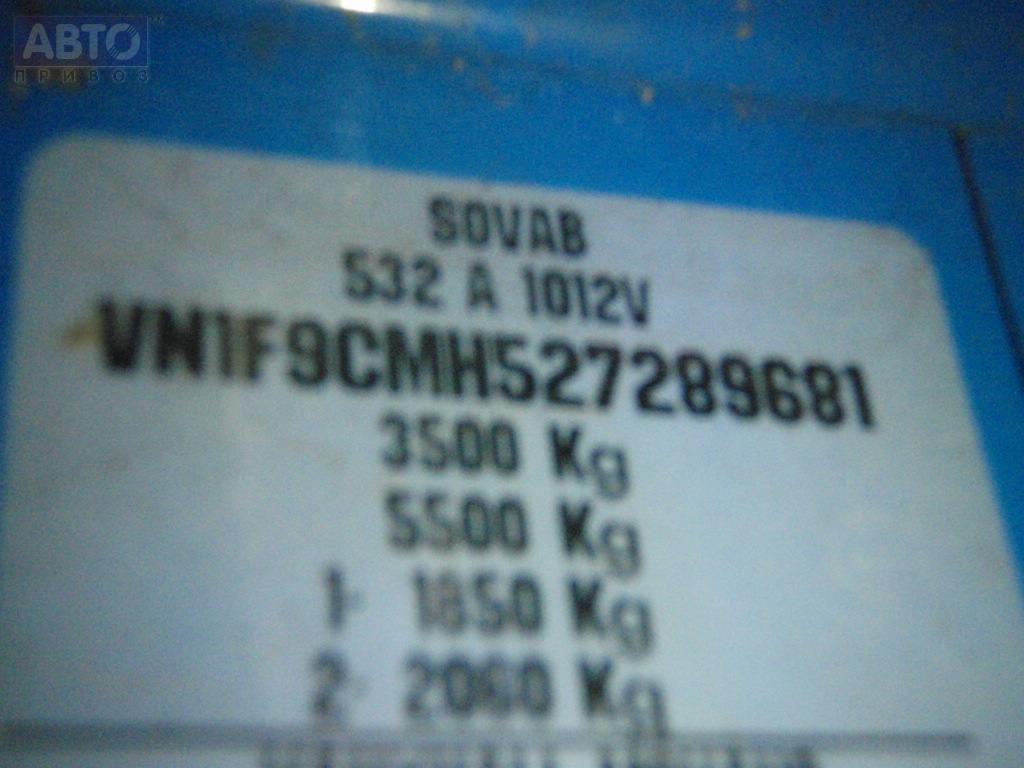 АВТО
ПРИВОЗ
SOVAB
532 A 1012V
VN1F9CMH527289681
3500 Kg
5500 Kg
1- 1850 Kg
2- 2060 Kg